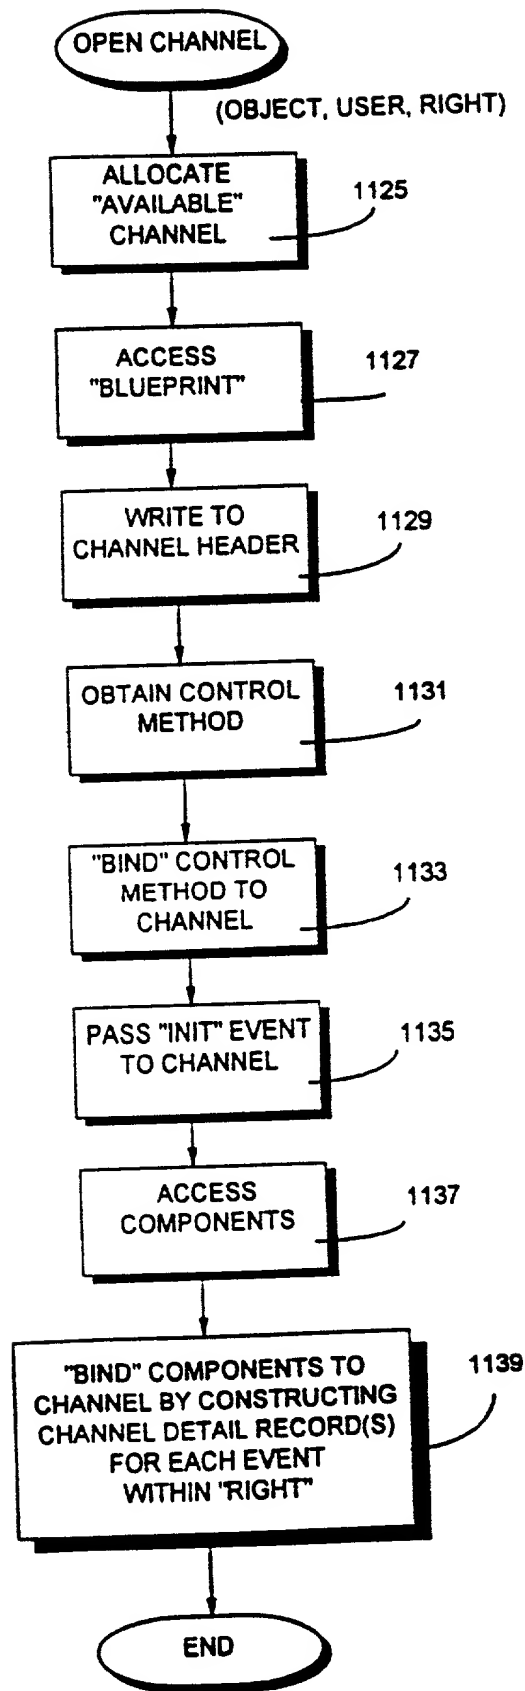 OPEN CHANNEL
(OBJECT, USER, RIGHT)
ALLOCATE
"AVAILABLE"
CHANNEL
1125
ACCESS
"BLUEPRINT"
1127
WRITE TO
CHANNEL HEADER
1129
OBTAIN CONTROL
METHOD
1131
"BIND" CONTROL
METHOD TO
CHANNEL
1133
PASS "INIT" EVENT
TO CHANNEL
1135
ACCESS
COMPONENTS
1137
"BIND" COMPONENTS TO
CHANNEL BY CONSTRUCTING
CHANNEL DETAIL RECORD(S)
FOR EACH EVENT
WITHIN "RIGHT"
1139
END